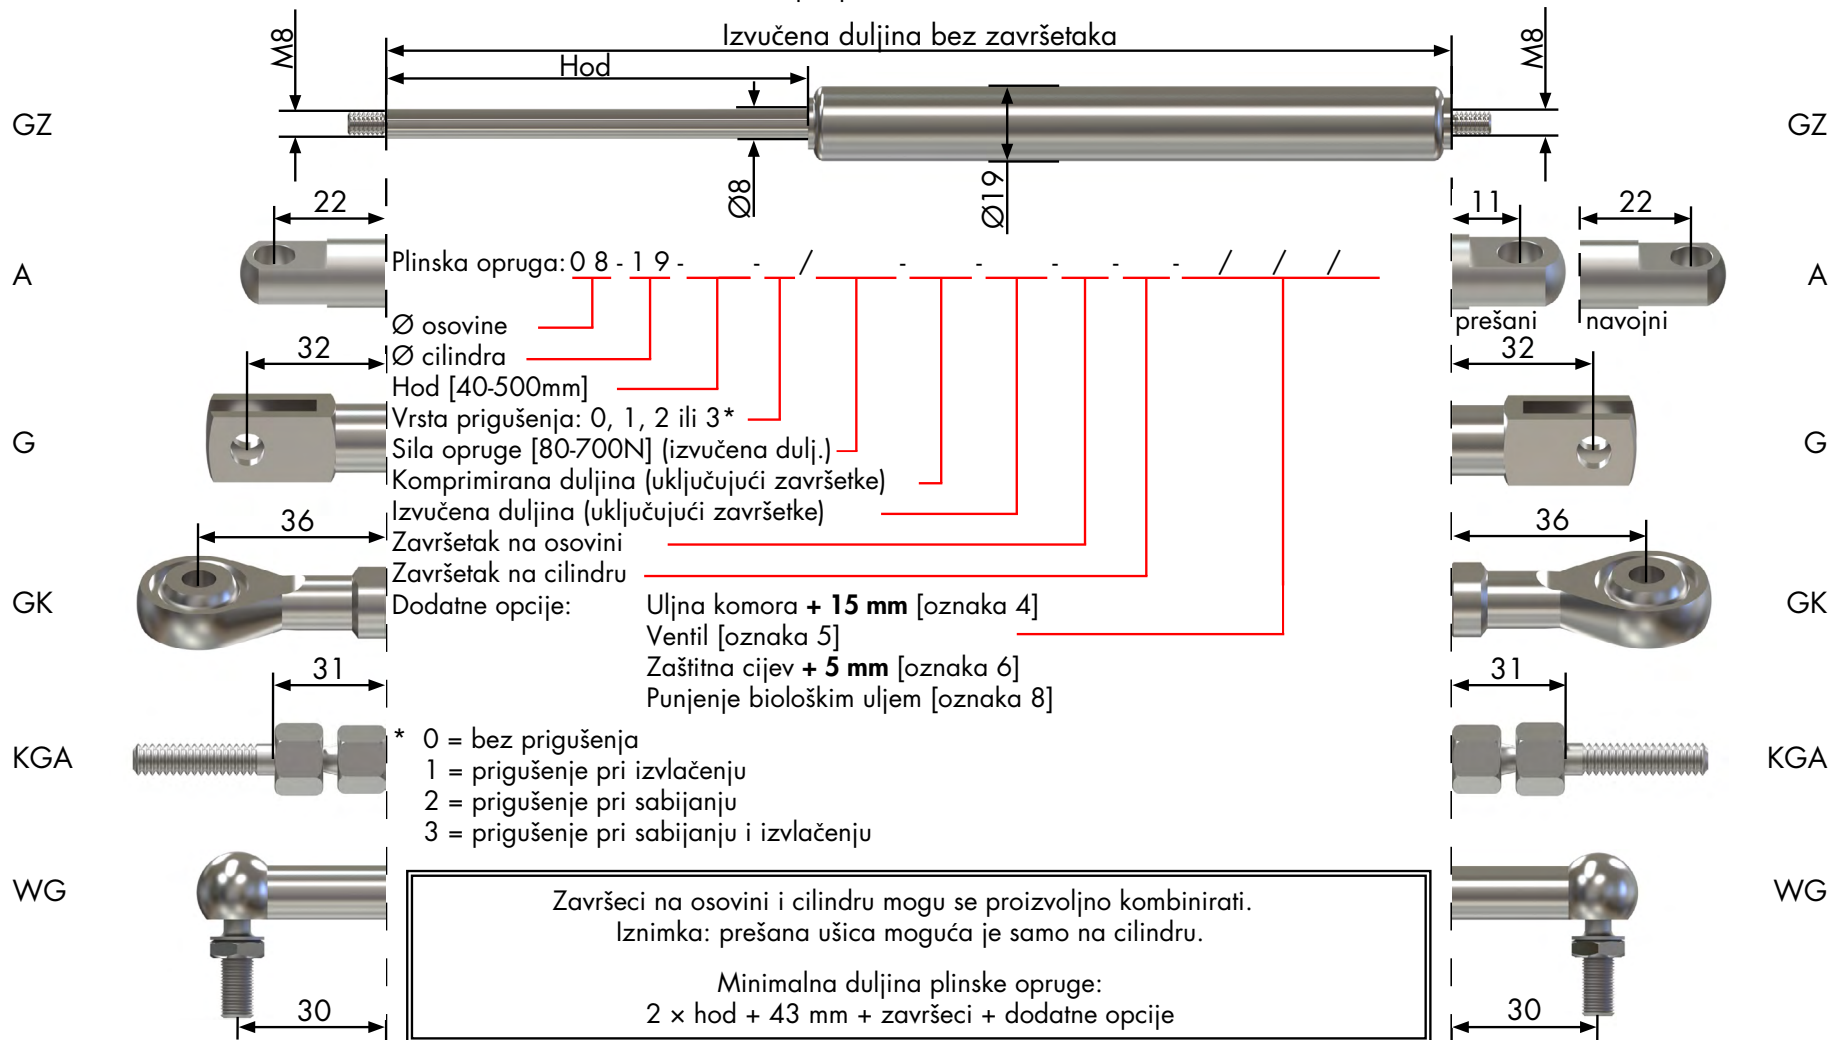 Izvučena duljina bez završetaka
M8
M8
Hod
GZ
GZ
Ø8
Ø19
22
11
22
A
Plinska opruga: 0 8 - 1 9 - - / - - - - - / / /
A
prešani
navojni
Ø osovine
32
Ø cilindra
32
Hod [40-500mm]
Vrsta prigušenja: 0, 1, 2 ili 3*
G
Sila opruge [80-700N] (izvučena dulj.)
G
Komprimirana duljina (uključujući završetke)
Izvučena duljina (uključujući završetke)
36
36
Završetak na osovini
Završetak na cilindru
GK
Dodatne opcije: Uljna komora + 15 mm [oznaka 4]
GK
Ventil [oznaka 5]
Zaštitna cijev + 5 mm [oznaka 6]
31
31
Punjenje biološkim uljem [oznaka 8]
* 0 = bez prigušenja
KGA
KGA
1 = prigušenje pri izvlačenju
2 = prigušenje pri sabijanju
3 = prigušenje pri sabijanju i izvlačenju
WG
WG
Završeci na osovini i cilindru mogu se proizvoljno kombinirati.
Iznimka: prešana ušica moguća je samo na cilindru.
Minimalna duljina plinske opruge:
2 × hod + 43 mm + završeci + dodatne opcije
30
30